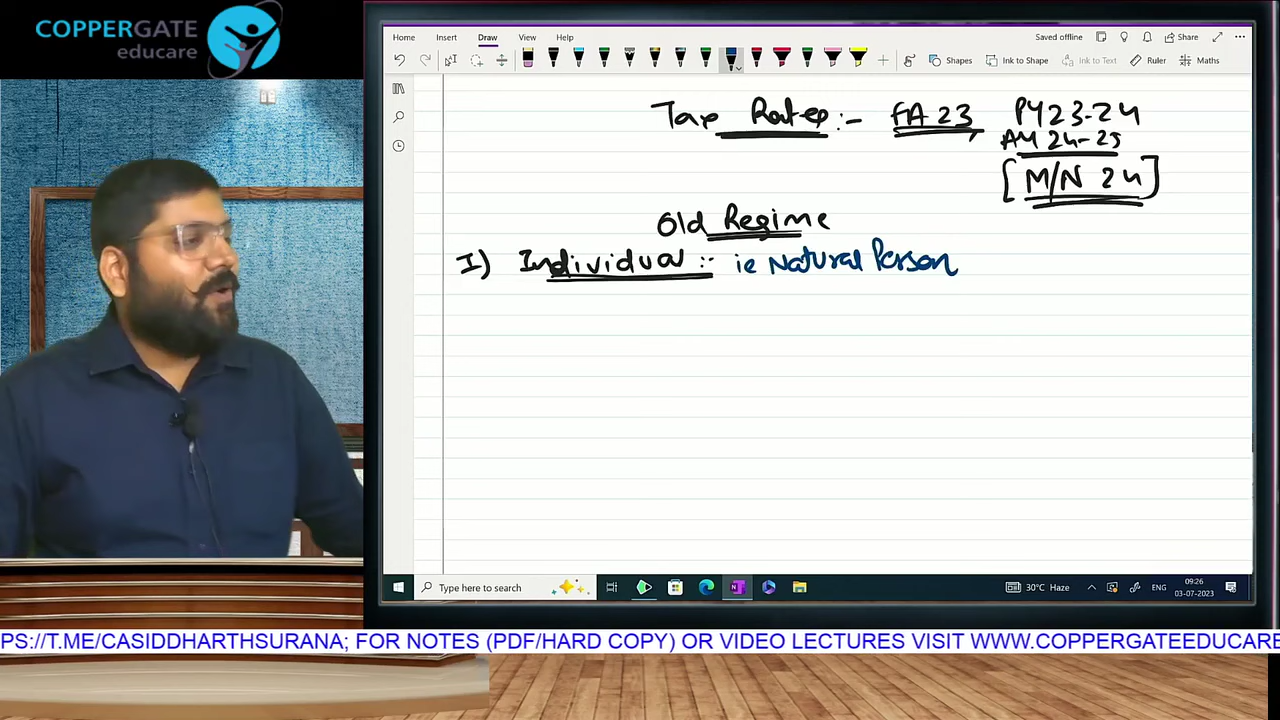 COPPERGATE
educare
Home Insert Draw View Help
Saved offline
Share
Shapes
Ink to Shape
Ink to Text
Ruler
Maths
Tax Rates :- FA 23, PY 23-24
AY 24-25
[M/N 24]
Old Regime
I) Individual :- ie Natural Person
Type here to search
30°C Haze
ENG
09:26
03-07-2023
PS://T.ME/CASIDDHARTHSURANA; FOR NOTES (PDF/HARD COPY) OR VIDEO LECTURES VISIT WWW.COPPERGATEEDUCARE